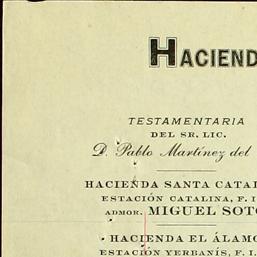 HACIEND
TESTAMENTARIA
DEL SR. LIC.
D. Pablo Martínez del
HACIENDA SANTA CATAL
ESTACIÓN CATALINA, F. I
ADMOR. MIGUEL SOTO
HACIENDA EL ÁLAMO
ESTACIÓN YERBANÍS, F. I.